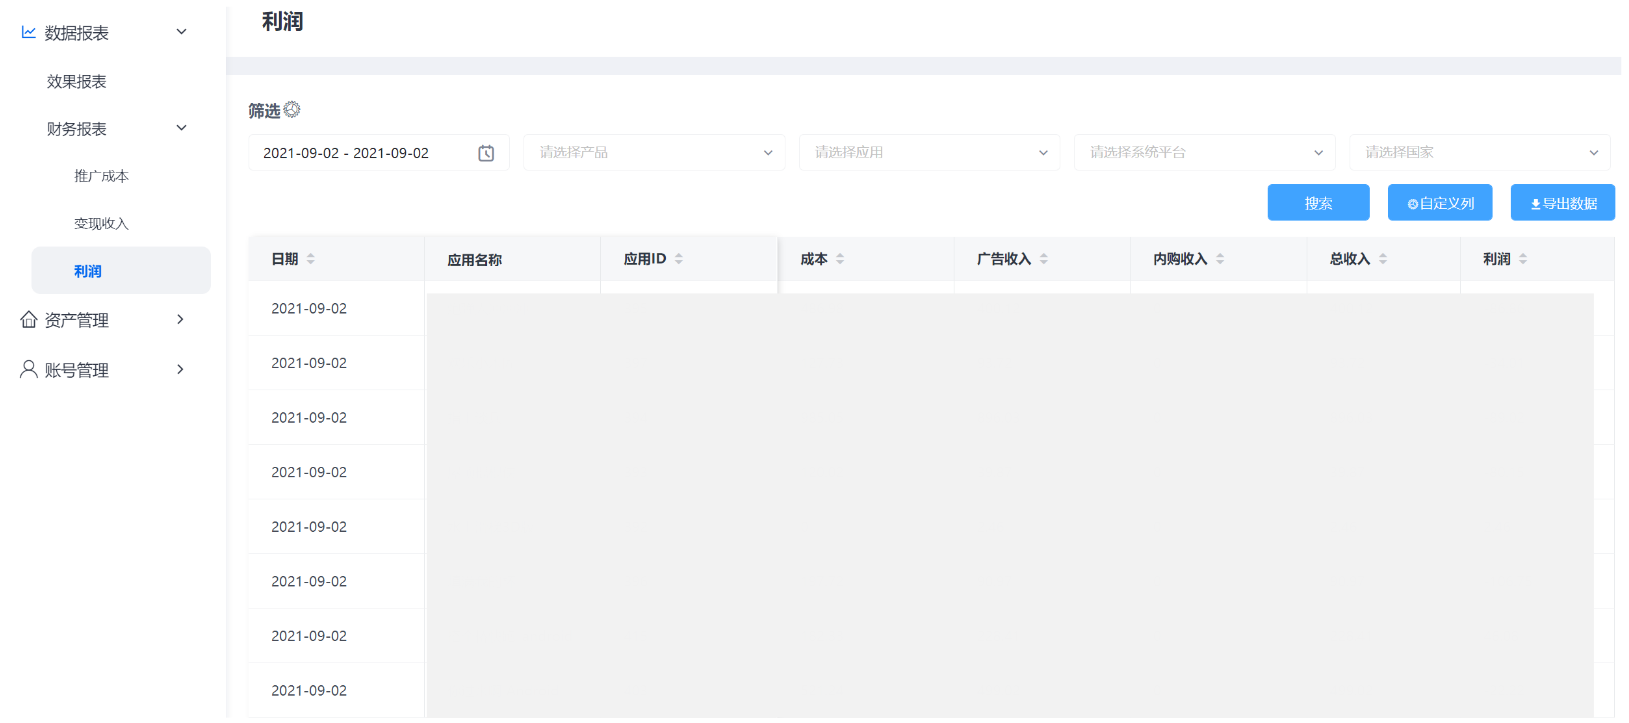 数据报表
效果报表
财务报表
推广成本
变现收入
利润
资产管理
账号管理
利润
筛选
2021-09-02 - 2021-09-02 请选择产品 请选择应用 请选择系统平台 请选择国家
搜索 自定义列 导出数据
日期 应用名称 应用ID 成本 广告收入 内购收入 总收入 利润
2021-09-02
2021-09-02
2021-09-02
2021-09-02
2021-09-02
2021-09-02
2021-09-02
2021-09-02